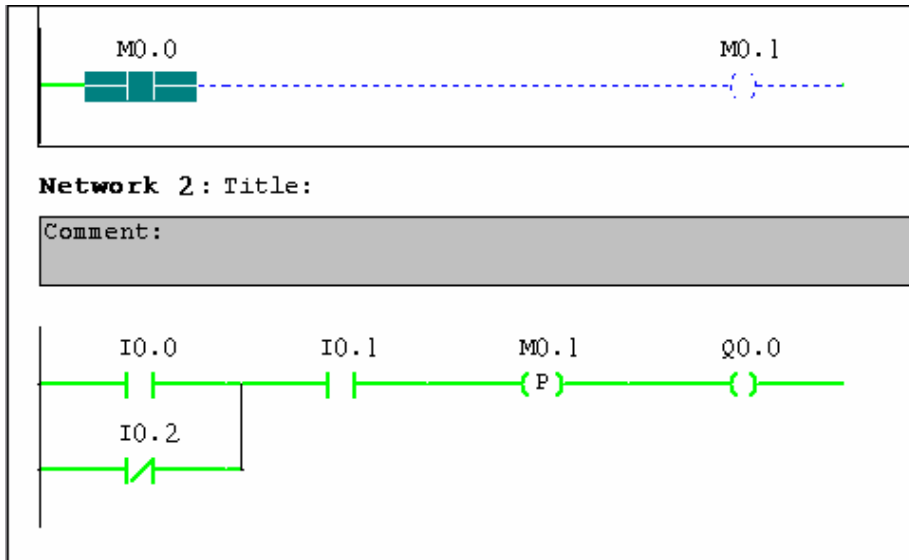 M0.0 M0.1
Network 2: Title:
Comment:
I0.0 I0.1 M0.1 Q0.0
P
I0.2